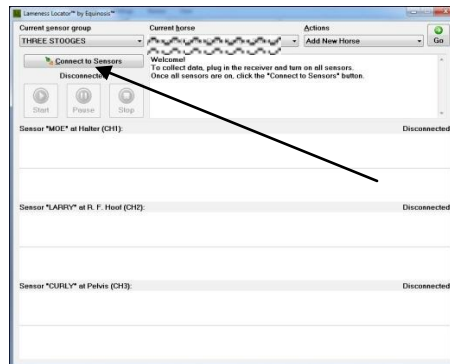 Lameness Locator™ by Equinosis™
Current sensor group
Current horse
Actions
THREE STOOGES
Add New Horse
Go
Connect to Sensors
Disconnected
Welcome!
To collect data, plug in the receiver and turn on all sensors.
Once all sensors are on, click the "Connect to Sensors" button.
Start
Pause
Stop
Sensor "MOE" at Halter (CH1):
Disconnected
Sensor "LARRY" at R. F. Hoof (CH2):
Disconnected
Sensor "CURLY" at Pelvis (CH3):
Disconnected